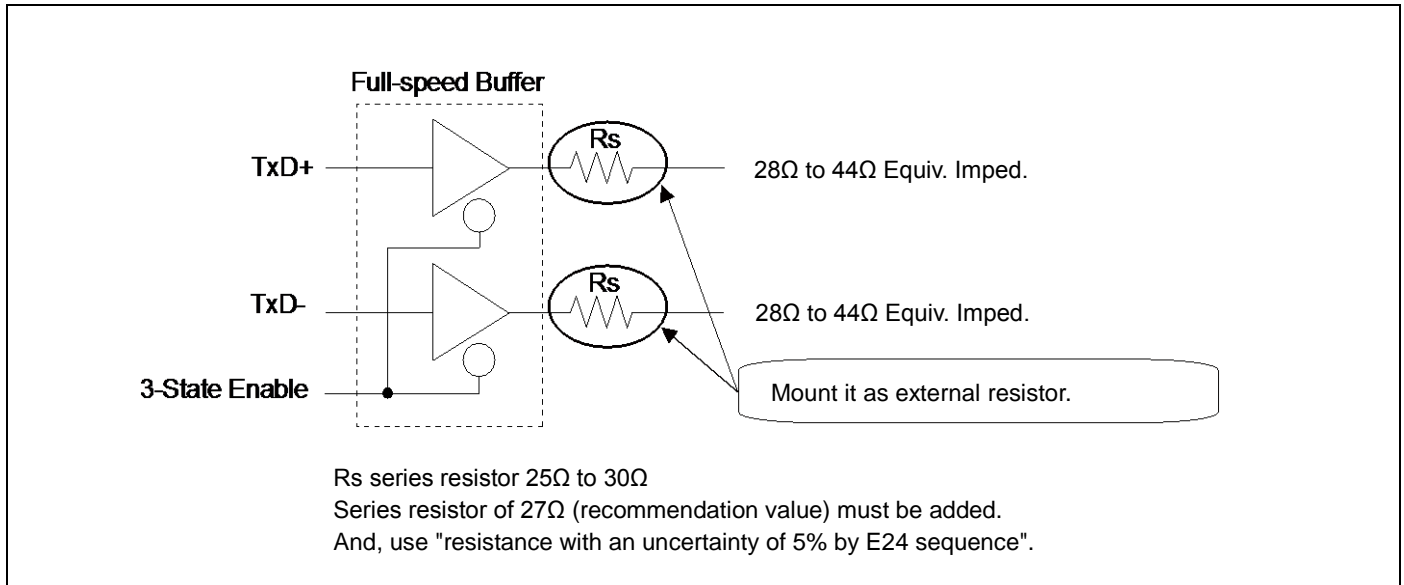 Full-speed Buffer
Rs
TxD+
28Ω to 44Ω Equiv. Imped.
Rs
TxD-
28Ω to 44Ω Equiv. Imped.
3-State Enable
Mount it as external resistor.
Rs series resistor 25Ω to 30Ω
Series resistor of 27Ω (recommendation value) must be added.
And, use "resistance with an uncertainty of 5% by E24 sequence".